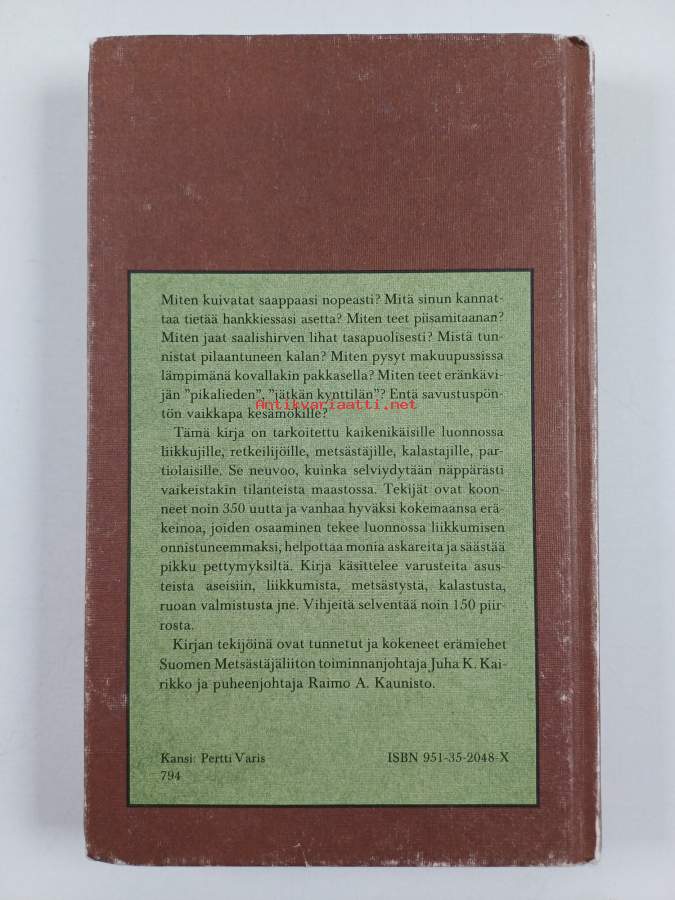 Miten kuivatat saappaasi nopeasti? Mitä sinun kannat-
taa tietää hankkiessasi asetta? Miten teet piisamitaanan?
Miten jaat saalishirven lihat tasapuolisesti? Mistä tun-
nistat pilaantuneen kalan? Miten pysyt makuupussissa
lämpimänä kovallakin pakkasella? Miten teet eränkävi-
jän ”pikalieden”, ”jätkän kynttilän”? Entä savustuspön-
tön vaikkapa kesämökille?
Antikvariaatti.net
Tämä kirja on tarkoitettu kaikenikäisille luonnossa
liikkujille, retkeilijöille, metsästäjille, kalastajille, par-
tiolaisille. Se neuvoo, kuinka selviydytään näppärästi
vaikeistakin tilanteista maastossa. Tekijät ovat koon-
neet noin 350 uutta ja vanhaa hyväksi kokemaansa erä-
keinoa, joiden osaaminen tekee luonnossa liikkumisen
onnistuneemmaksi, helpottaa monia askareita ja säästää
pikku pettymyksiltä. Kirja käsittelee varusteita asus-
teista aseisiin, liikkumista, metsästystä, kalastusta,
ruoan valmistusta jne. Vihjeitä selventää noin 150 piir-
rosta.
Kirjan tekijöinä ovat tunnetut ja kokeneet erämiehet
Suomen Metsästäjäliiton toiminnanjohtaja Juha K. Kai-
rikko ja puheenjohtaja Raimo A. Kaunisto.
Kansi: Pertti Varis ISBN 951-35-2048-X
794